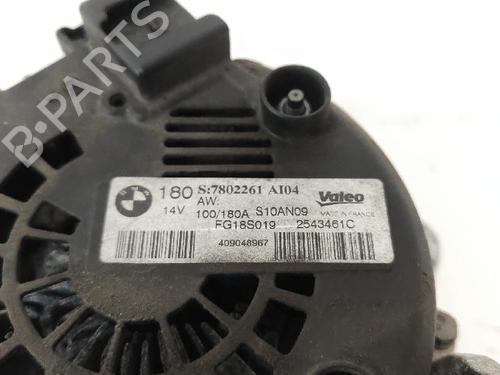 B-PARTS
180 S:7802261 AI04
AW:
14V 100/180A S10AN09
FG18S019 2543461C
409048967
Valeo
MADE IN FRANCE